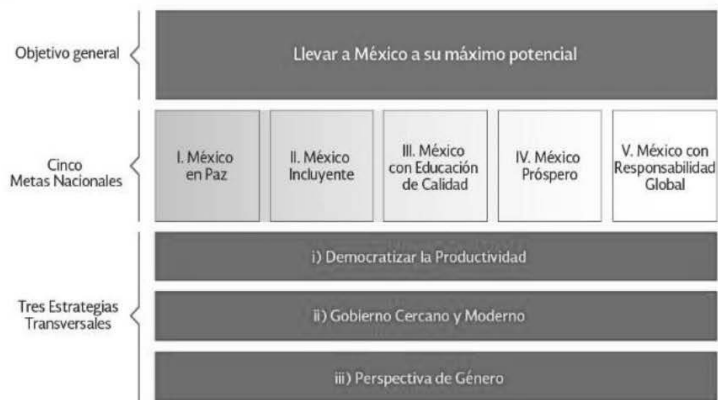 Objetivo general
Llevar a México a su máximo potencial
Cinco
Metas Nacionales
I. México
en Paz
II. México
Incluyente
III. México
con Educación
de Calidad
IV. México
Próspero
V. México con
Responsabilidad
Global
Tres Estrategias
Transversales
i) Democratizar la Productividad
ii) Gobierno Cercano y Moderno
iii) Perspectiva de Género